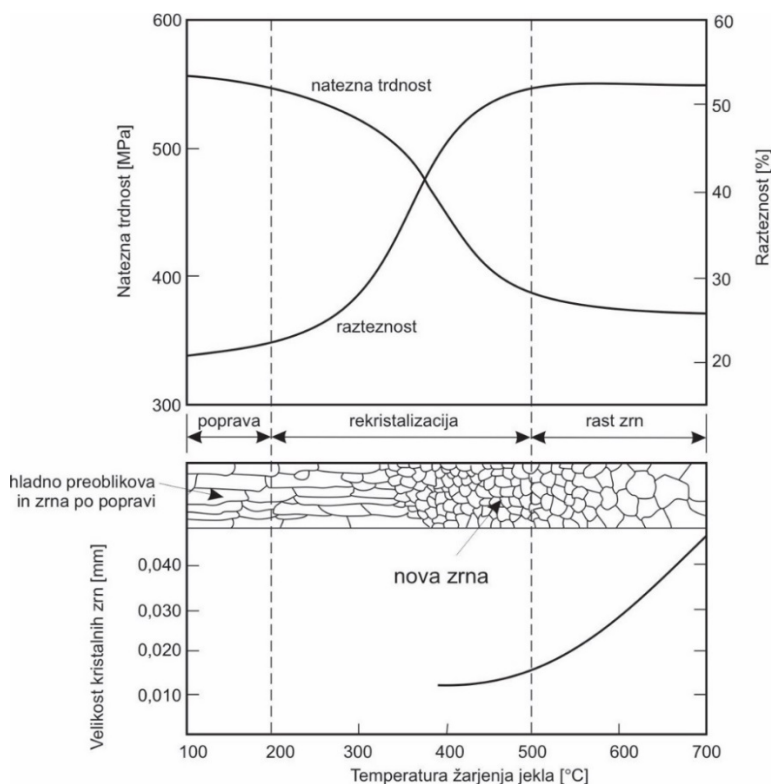 600
500
400
300
Natezna trdnost [MPa]
60
50
40
30
20
Razteznost [%]
natezna trdnost
razteznost
poprava
rekristalizacija
rast zrn
hladno preoblikova
in zrna po popravi
nova zrna
Velikost kristalnih zrn [mm]
0,040
0,030
0,020
0,010
100 200 300 400 500 600 700
Temperatura žarjenja jekla [°C]